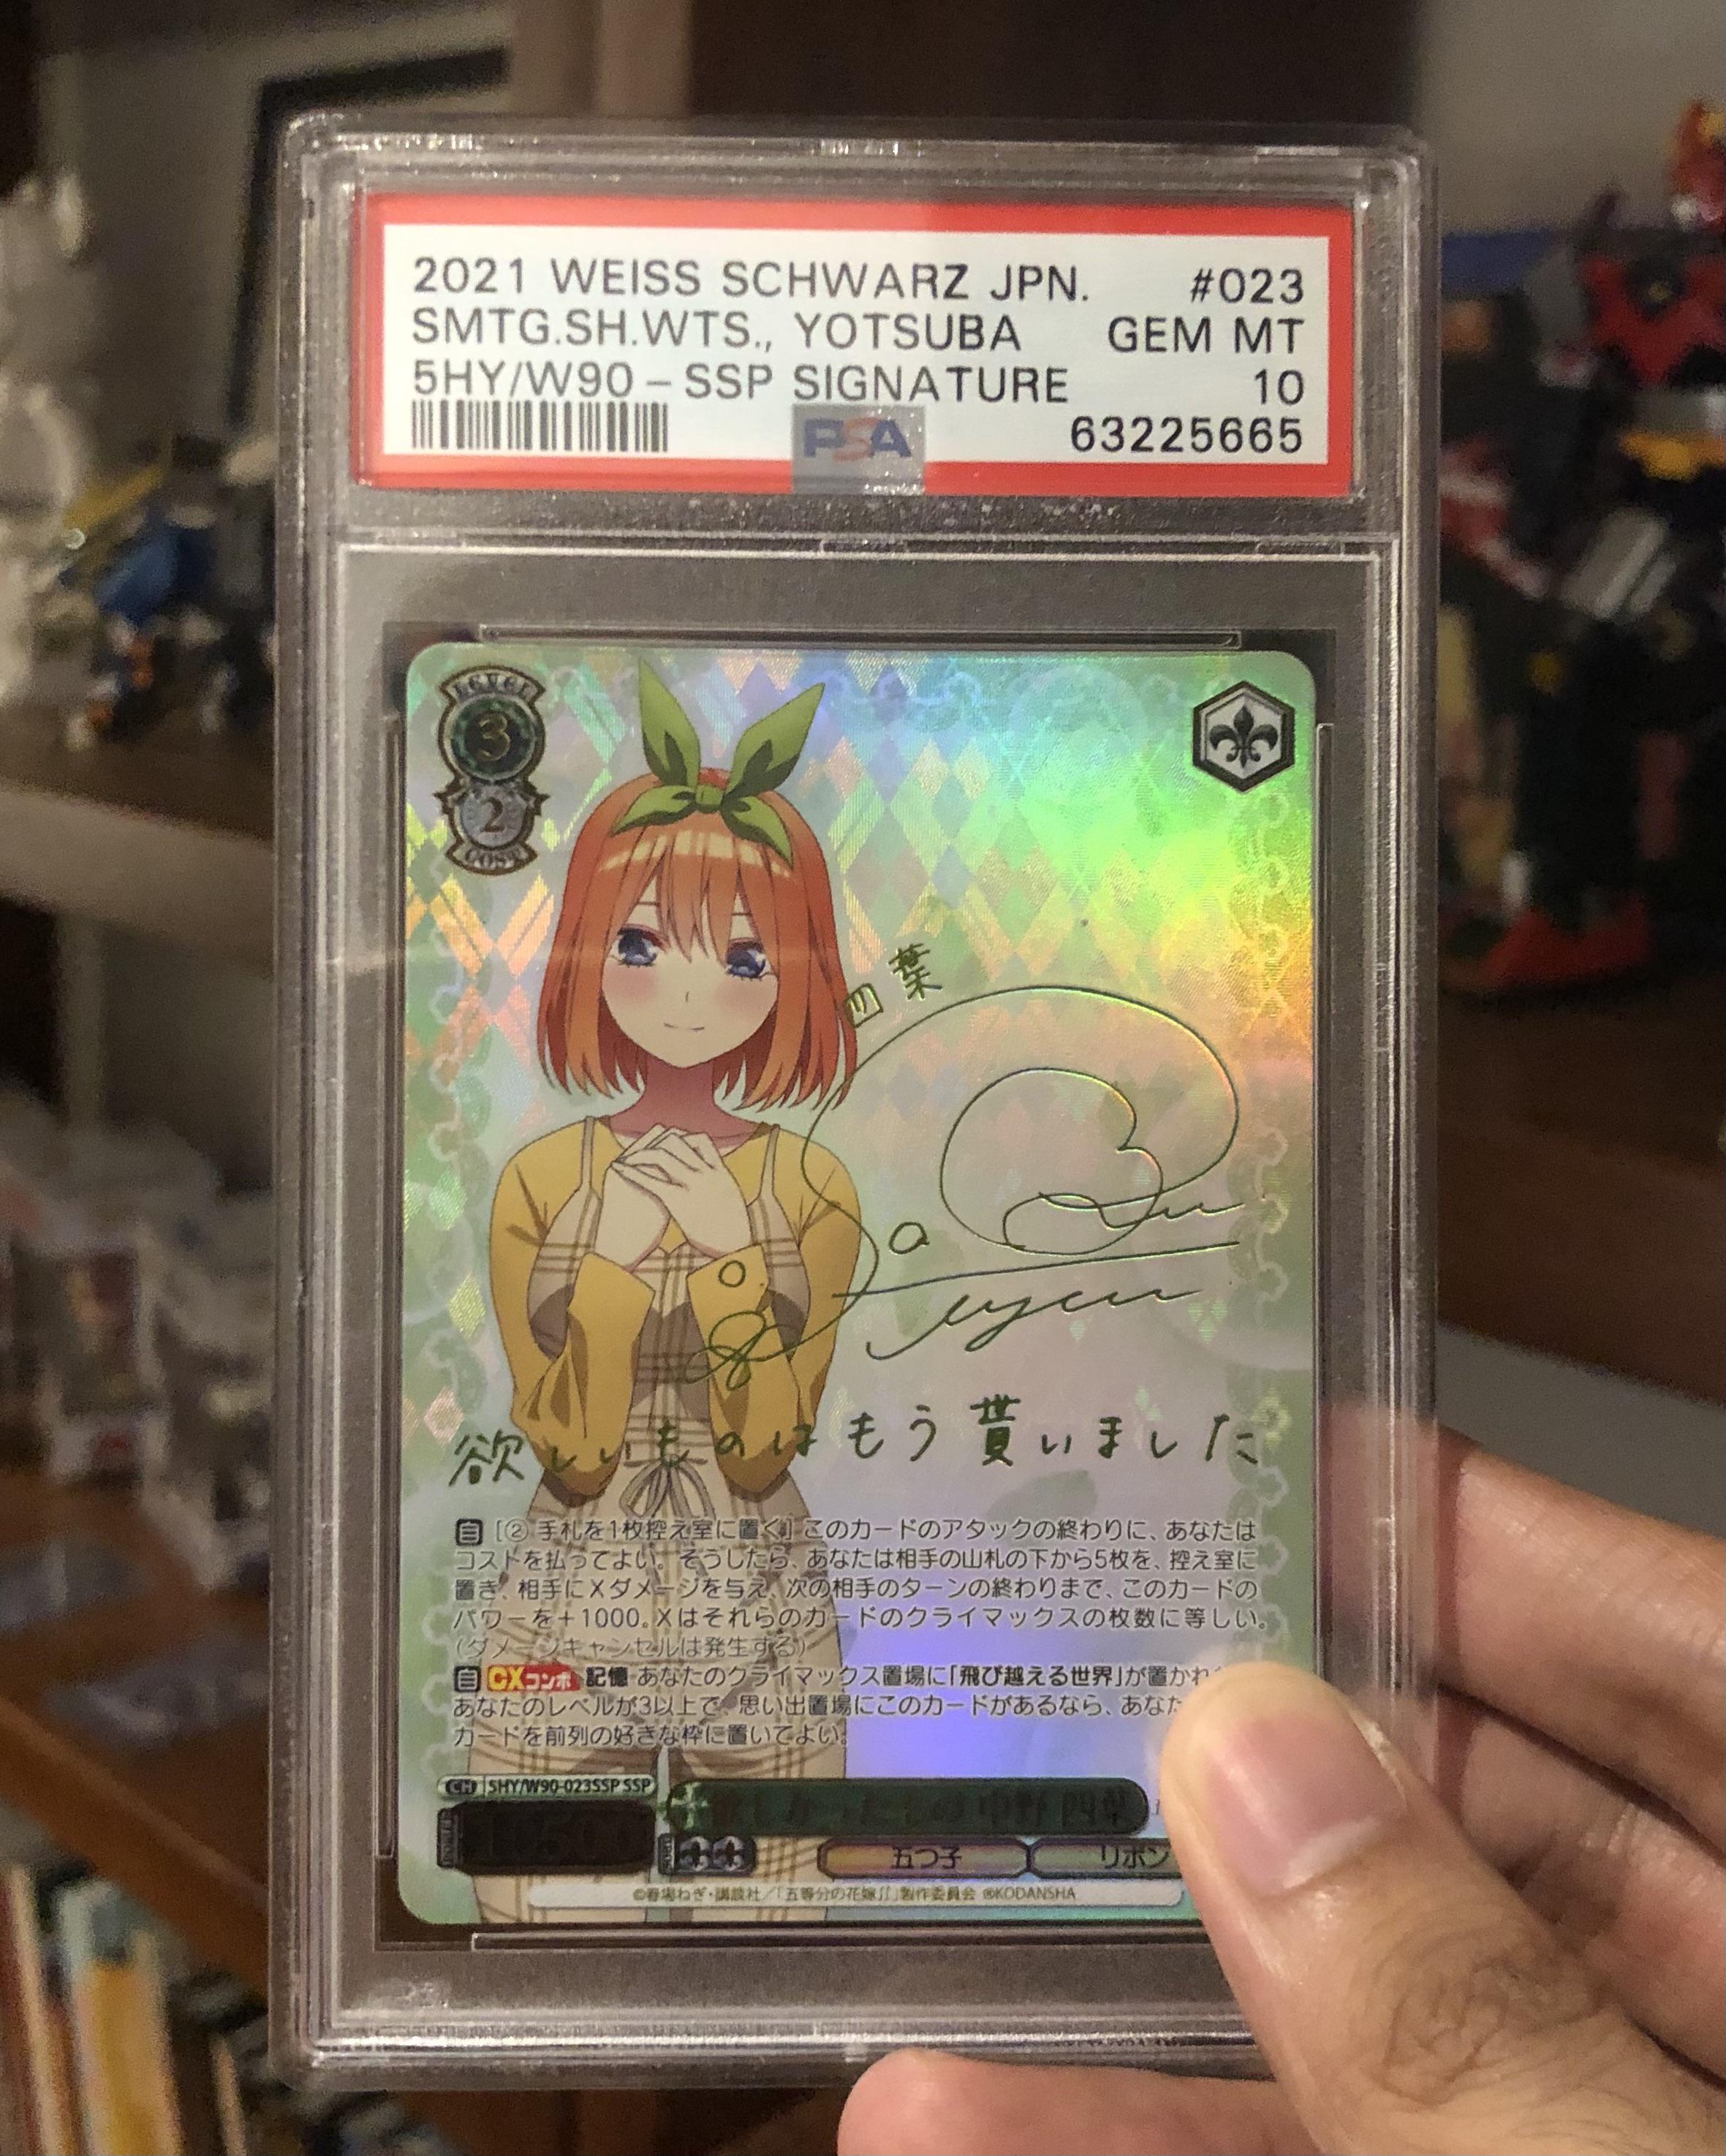 2021 WEISS SCHWARZ JPN. #023
SMTG.SH.WTS., YOTSUBA GEM MT
5HY/W90-SSP SIGNATURE 10
PSA 63225665
LEVEL
3
2
COST
四葉
欲しいものはもう貰いました
自 [② 手札を1枚控え室に置く] このカードのアタックの終わりに、あなたは
コストを払ってよい。そうしたら、あなたは相手の山札の下から5枚を、控え室に
置き、相手にXダメージを与え、次の相手のターンの終わりまで、このカードの
パワーを+1000。Xはそれらのカードのクライマックスの枚数に等しい。
(ダメージキャンセルは発生する)
自 CXコンボ 記憶 あなたのクライマックス置場に「飛び越える世界」が置かれ
あなたのレベルが3以上で、思い出置場にこのカードがあるなら、あなた
カードを前列の好きな枠に置いてよい。
CH 5HY/W90-023SSP SSP
欲しかったもの 中野 四葉
10500
五つ子 リボン
©春場ねぎ・講談社/「五等分の花嫁∬」製作委員会 ®KODANSHA